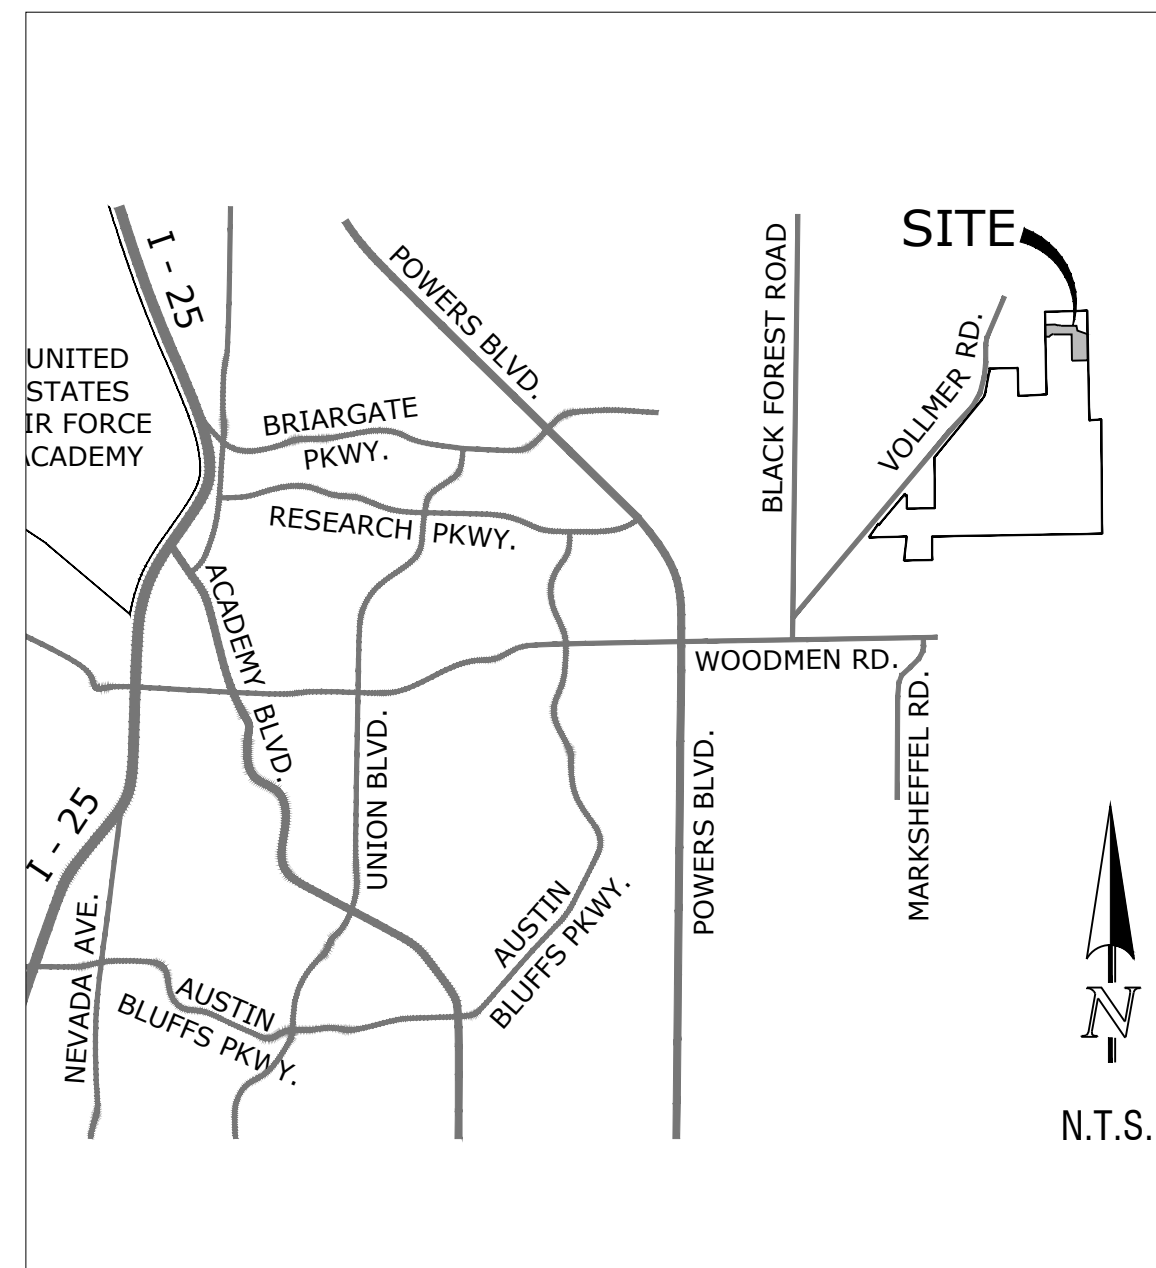 SITE
I - 25
POWERS BLVD.
BLACK FOREST ROAD
VOLLMER RD.
UNITED
STATES
IR FORCE
CADEMY
BRIARGATE
PKWY.
RESEARCH PKWY.
ACADEMY BLVD.
WOODMEN RD.
MARKSHEFFEL RD.
UNION BLVD.
POWERS BLVD.
I - 25
NEVADA AVE.
AUSTIN
BLUFFS PKWY.
AUSTIN
BLUFFS PKWY.
N
N.T.S.